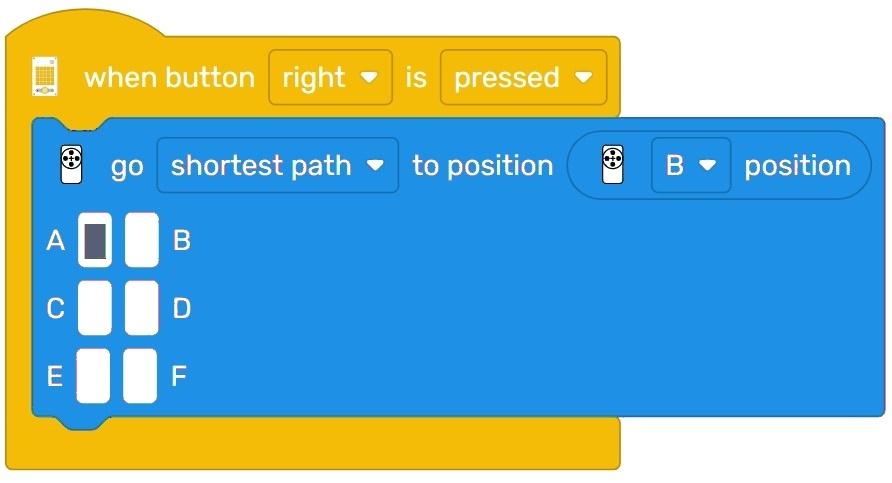 when button right is pressed
go shortest path to position B position
A B
C D
E F